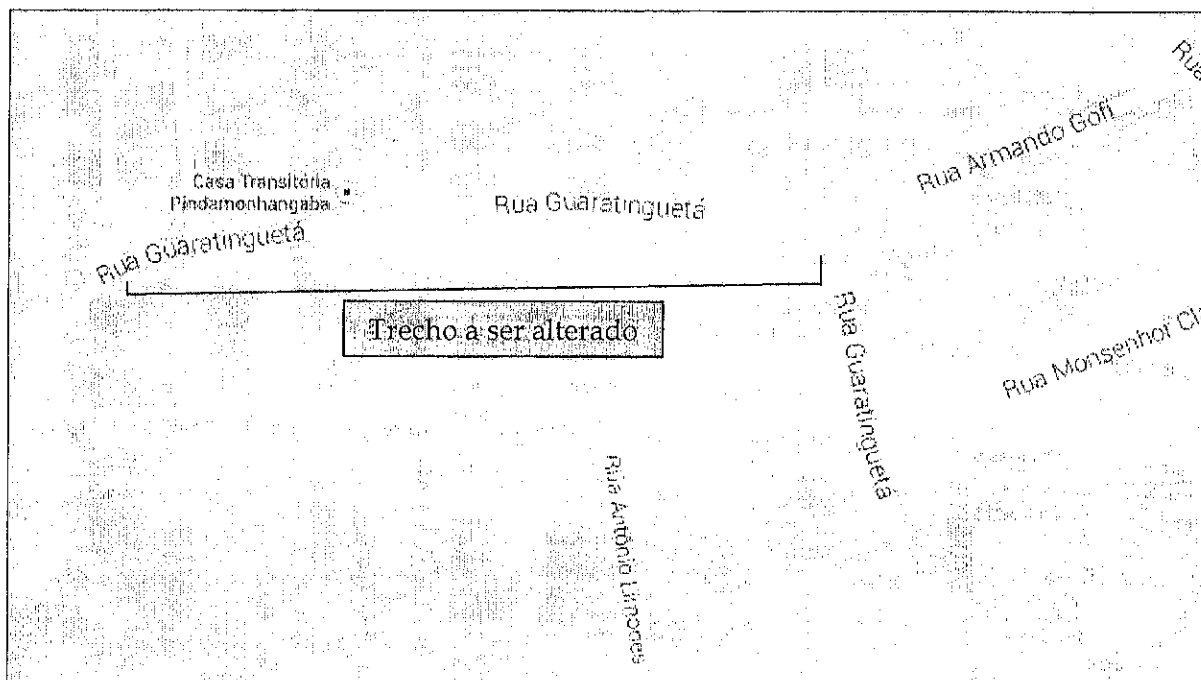 Rua
Rua Armando Gofi
Casa Transitória
Pindamonhangaba
Rua Guaratinguetá
Rua Guaratinguetá
Trecho a ser alterado
Rua Guaratinguetá
Rua Monsenhor
Rua Antônio Limones